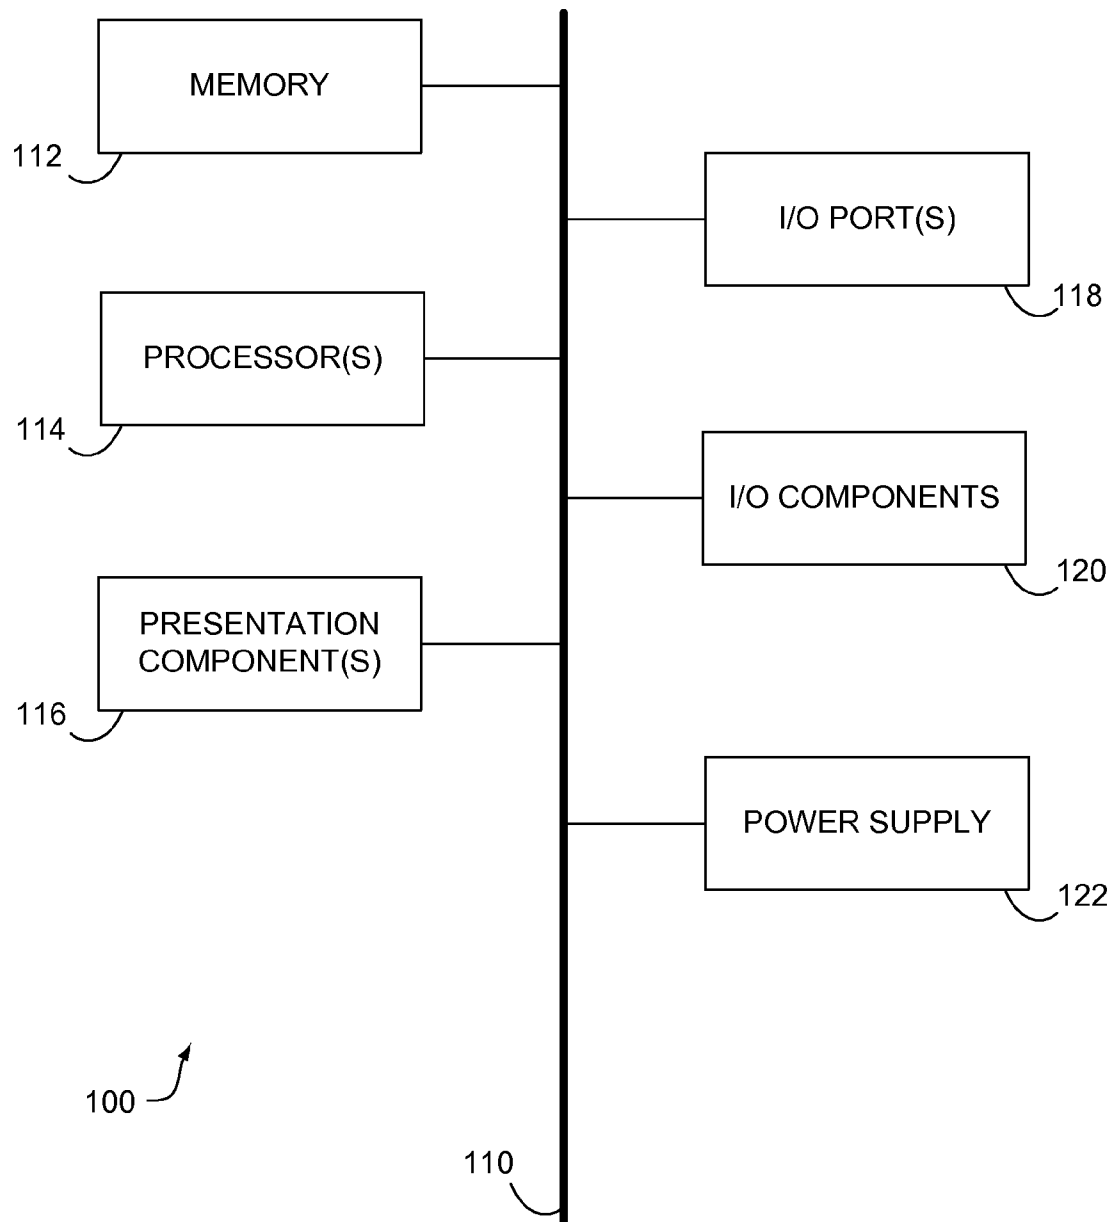 MEMORY
112
I/O PORT(S)
118
PROCESSOR(S)
114
I/O COMPONENTS
120
PRESENTATION
COMPONENT(S)
116
POWER SUPPLY
122
100
110